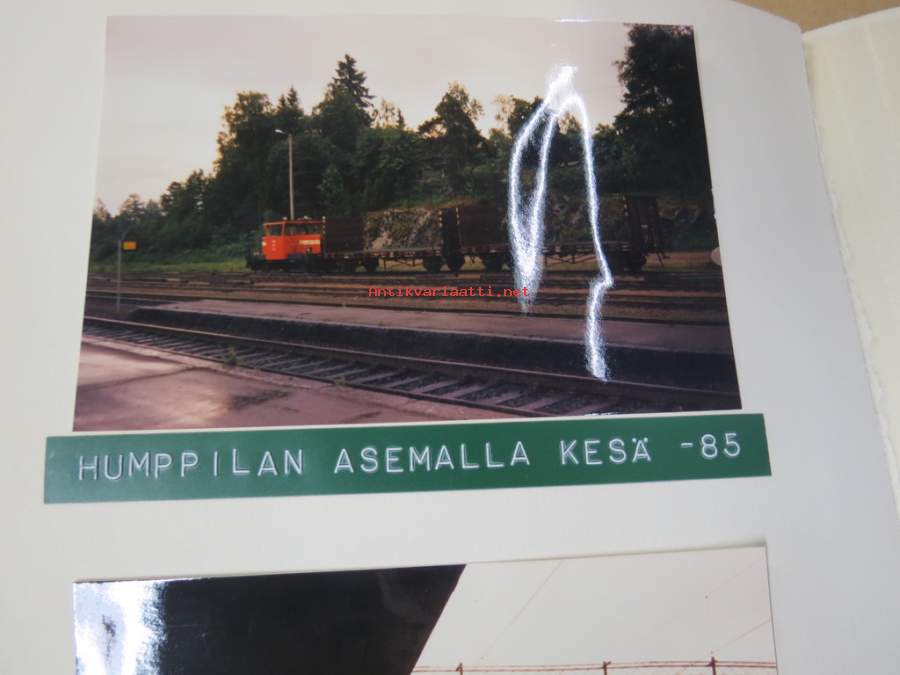 Antikvariaatti.net
HUMPPILAN ASEMALLA KESÄ -85